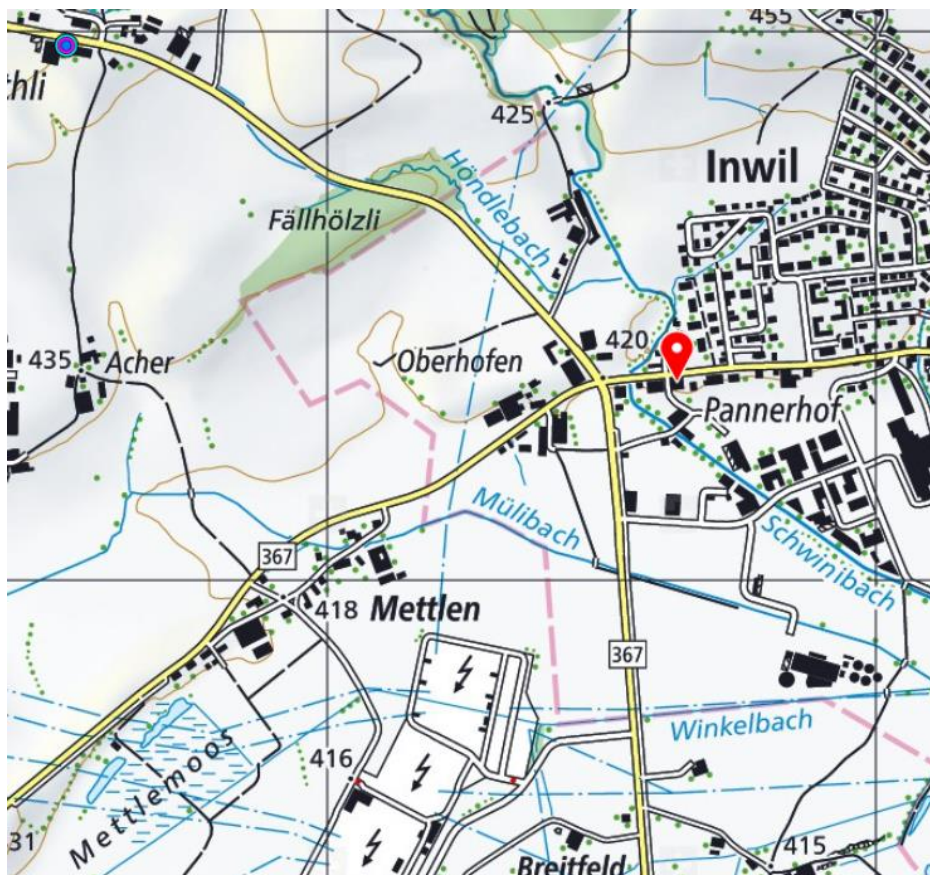 455
chli
425
Inwil
Höndlebach
Fällhölzli
420
435
Acher
Oberhofen
Pannerhof
Mülibach
Schwinibach
367
418
Mettlen
367
Winkelbach
Mettlemoos
416
31
415
Breitfeld